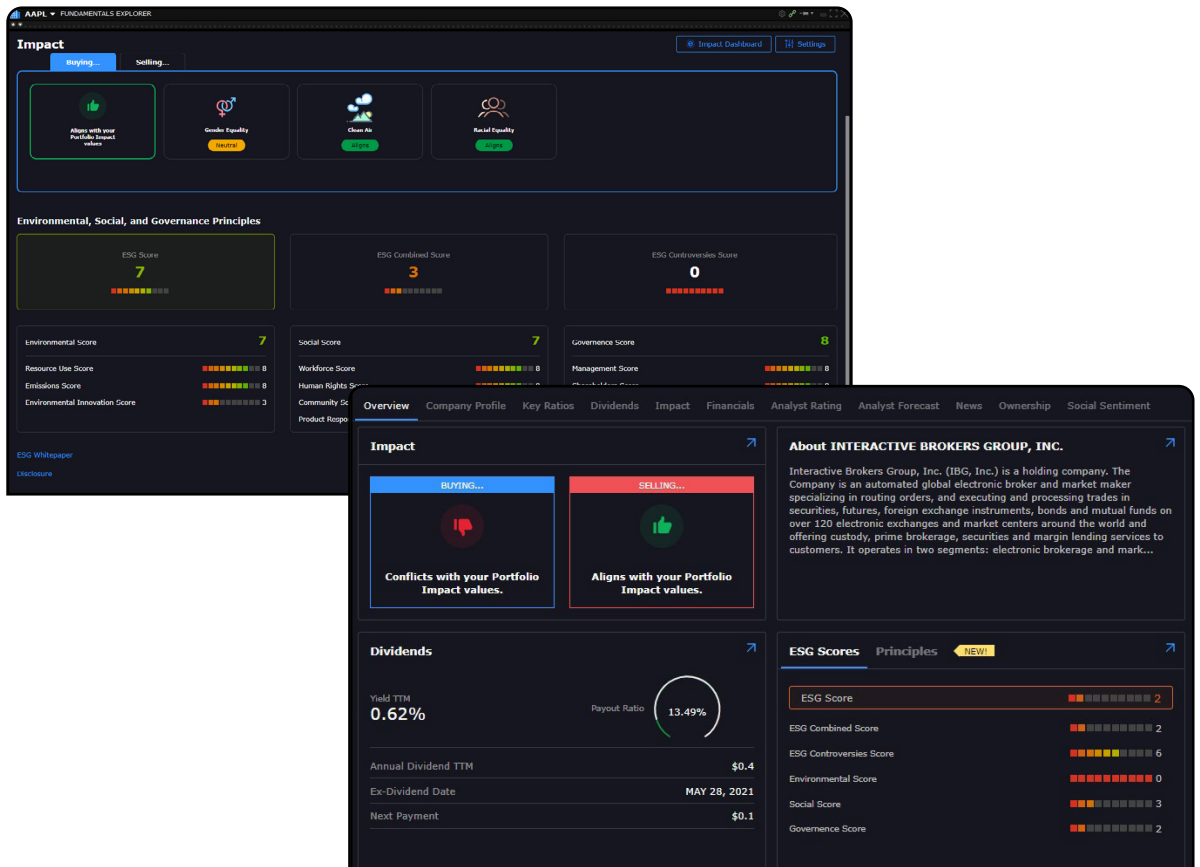 AAPL FUNDAMENTALS EXPLORER
Impact
Impact Dashboard
Settings
Buying...
Selling...
Aligns with your
Portfolio Impact
values
Gender Equality
Neutral
Clean Air
Aligns
Racial Equality
Aligns
Environmental, Social, and Governance Principles
ESG Score
7
ESG Combined Score
3
ESG Controversies Score
0
Environmental Score 7
Resource Use Score 8
Emissions Score 8
Environmental Innovation Score 3
Social Score 7
Workforce Score 8
Human Rights
Community
Product
Governence Score 8
Management Score 8
ESG Whitepaper
Disclosure
Overview Company Profile Key Ratios Dividends Impact Financials Analyst Rating Analyst Forecast News Ownership Social Sentiment
Impact
BUYING...
Conflicts with your Portfolio
Impact values.
SELLING...
Aligns with your Portfolio
Impact values.
About INTERACTIVE BROKERS GROUP, INC.
Interactive Brokers Group, Inc. (IBG, Inc.) is a holding company. The
Company is an automated global electronic broker and market maker
specializing in routing orders, and executing and processing trades in
securities, futures, foreign exchange instruments, bonds and mutual funds on
over 120 electronic exchanges and market centers around the world and
offering custody, prime brokerage, securities and margin lending services to
customers. It operates in two segments: electronic brokerage and mark...
Dividends
Yield TTM
0.62%
Payout Ratio
13.49%
Annual Dividend TTM $0.4
Ex-Dividend Date MAY 28, 2021
Next Payment $0.1
ESG Scores Principles NEW!
ESG Score 2
ESG Combined Score 2
ESG Controversies Score 6
Environmental Score 0
Social Score 3
Governence Score 2